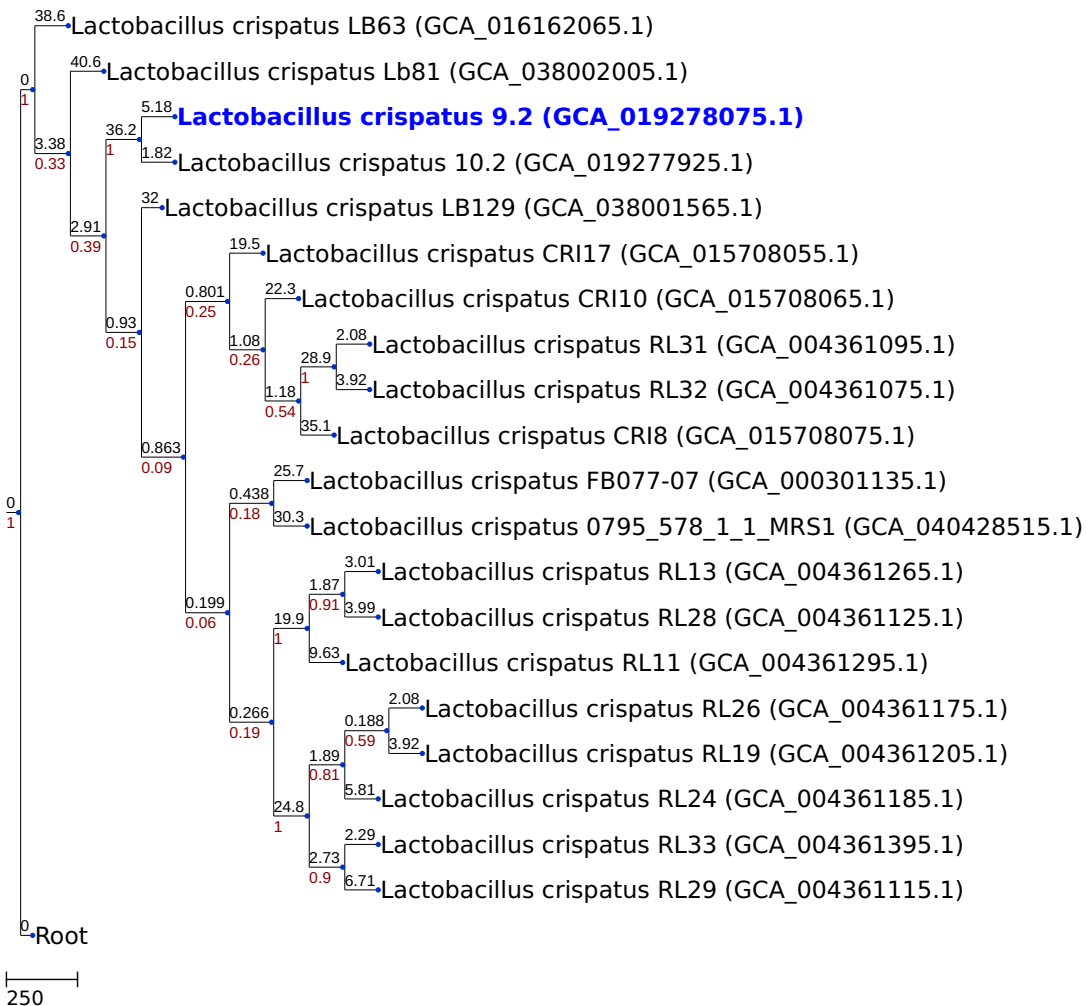 38.6 Lactobacillus crispatus LB63 (GCA_016162065.1)
40.6 Lactobacillus crispatus Lb81 (GCA_038002005.1)
0
1
5.18 Lactobacillus crispatus 9.2 (GCA_019278075.1)
36.2
1
3.38
0.33
1.82 Lactobacillus crispatus 10.2 (GCA_019277925.1)
32 Lactobacillus crispatus LB129 (GCA_038001565.1)
2.91
0.39
19.5 Lactobacillus crispatus CRI17 (GCA_015708055.1)
0.801
0.25
22.3 Lactobacillus crispatus CRI10 (GCA_015708065.1)
0.93
0.15
2.08 Lactobacillus crispatus RL31 (GCA_004361095.1)
1.08
0.26
28.9
1
3.92 Lactobacillus crispatus RL32 (GCA_004361075.1)
1.18
0.54
35.1 Lactobacillus crispatus CRI8 (GCA_015708075.1)
0.863
0.09
25.7 Lactobacillus crispatus FB077-07 (GCA_000301135.1)
0.438
0.18
0
1
30.3 Lactobacillus crispatus 0795_578_1_1_MRS1 (GCA_040428515.1)
3.01 Lactobacillus crispatus RL13 (GCA_004361265.1)
1.87
0.91
0.199
0.06
3.99 Lactobacillus crispatus RL28 (GCA_004361125.1)
19.9
1
9.63 Lactobacillus crispatus RL11 (GCA_004361295.1)
2.08 Lactobacillus crispatus RL26 (GCA_004361175.1)
0.266
0.19
0.188
0.59
3.92 Lactobacillus crispatus RL19 (GCA_004361205.1)
1.89
0.81
5.81 Lactobacillus crispatus RL24 (GCA_004361185.1)
24.8
1
2.29 Lactobacillus crispatus RL33 (GCA_004361395.1)
2.73
0.9
6.71 Lactobacillus crispatus RL29 (GCA_004361115.1)
0 Root
250